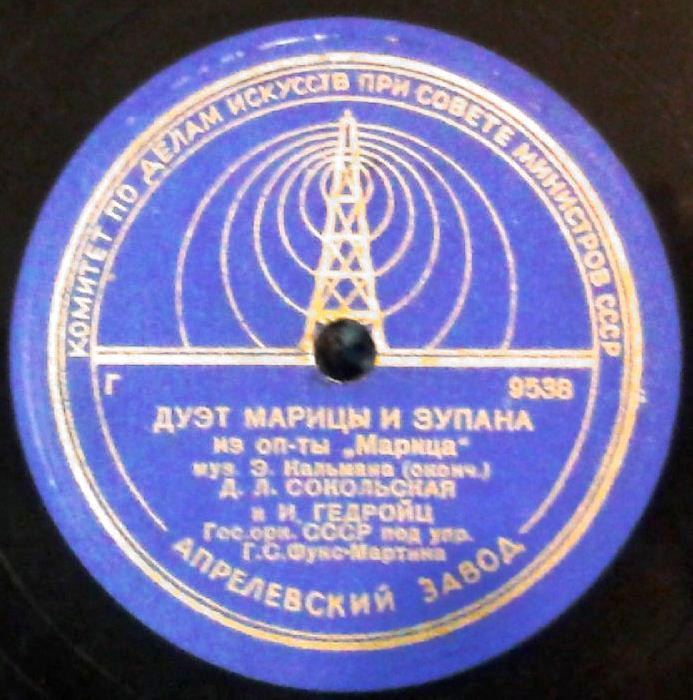 КОМИТЕТ ПО ДЕЛАМ ИСКУССТВ ПРИ СОВЕТЕ МИНИСТРОВ СССР
Г 9538
ДУЭТ МАРИЦЫ И ЗУПАНА
из оп-ты „Марица“
муз. Э. Кальмана (оконч.)
Д. Л. СОКОЛЬСКАЯ
и И. ГЕДРОЙЦ
Гос.орк. СССР под упр.
Г.С.Фукс-Мартина
АПРЕЛЕВСКИЙ ЗАВОД